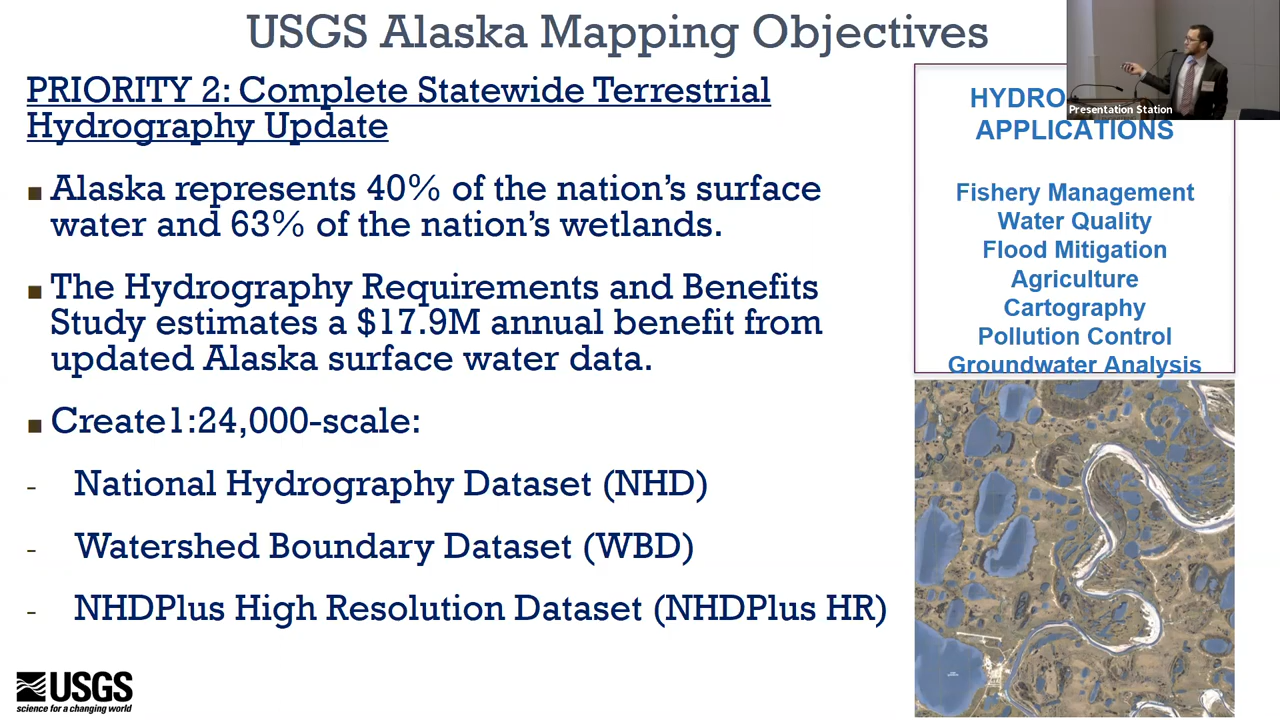 USGS Alaska Mapping Objectives
PRIORITY 2: Complete Statewide Terrestrial
Hydrography Update
■ Alaska represents 40% of the nation's surface
water and 63% of the nation's wetlands.
■ The Hydrography Requirements and Benefits
Study estimates a $17.9M annual benefit from
updated Alaska surface water data.
■ Create1:24,000-scale:
- National Hydrography Dataset (NHD)
- Watershed Boundary Dataset (WBD)
- NHDPlus High Resolution Dataset (NHDPlus HR)
USGS
science for a changing world
Presentation Station
HYDRO
APPLICATIONS
Fishery Management
Water Quality
Flood Mitigation
Agriculture
Cartography
Pollution Control
Groundwater Analysis